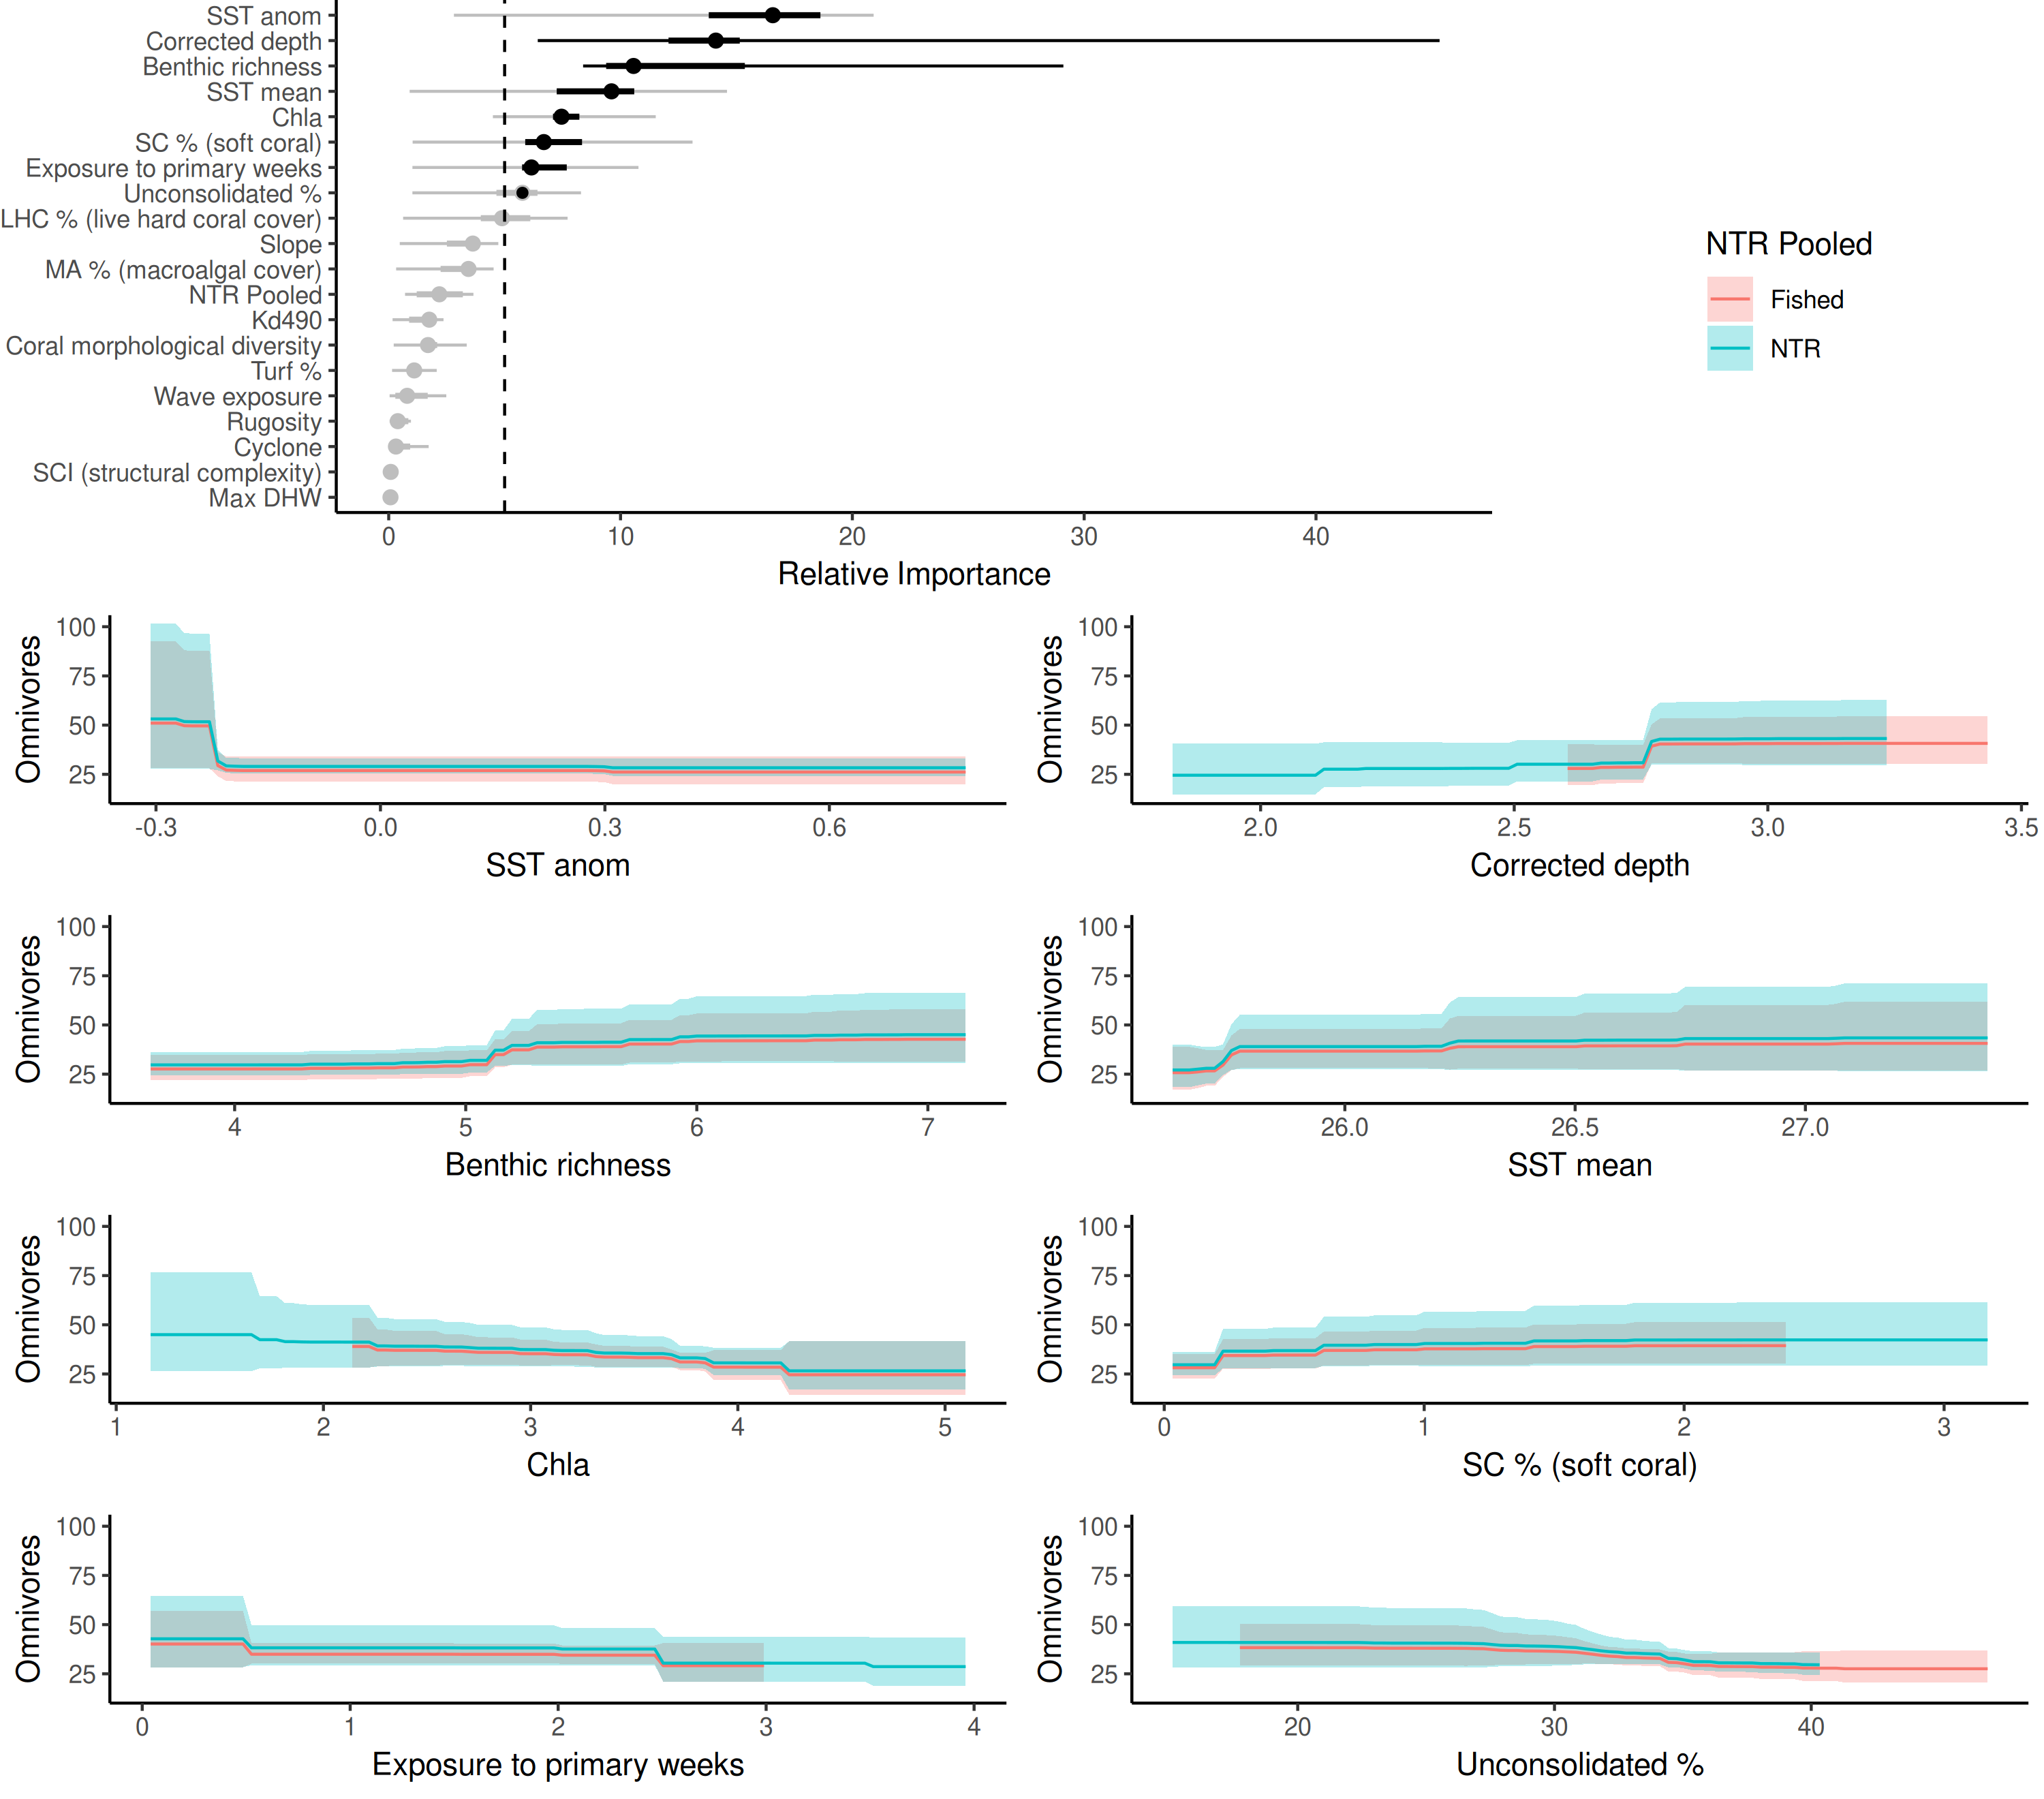 SST anom
Corrected depth
Benthic richness
SST mean
Chla
SC % (soft coral)
Exposure to primary weeks
Unconsolidated %
LHC % (live hard coral cover)
Slope
MA % (macroalgal cover)
NTR Pooled
Kd490
Coral morphological diversity
Turf %
Wave exposure
Rugosity
Cyclone
SCI (structural complexity)
Max DHW
0 10 20 30 40
Relative Importance
NTR Pooled
Fished
NTR
Omnivores
100
75
50
25
-0.3 0.0 0.3 0.6
SST anom
Omnivores
100
75
50
25
2.0 2.5 3.0 3.5
Corrected depth
Omnivores
100
75
50
25
4 5 6 7
Benthic richness
Omnivores
100
75
50
25
26.0 26.5 27.0
SST mean
Omnivores
100
75
50
25
1 2 3 4 5
Chla
Omnivores
100
75
50
25
0 1 2 3
SC % (soft coral)
Omnivores
100
75
50
25
0 1 2 3 4
Exposure to primary weeks
Omnivores
100
75
50
25
20 30 40
Unconsolidated %